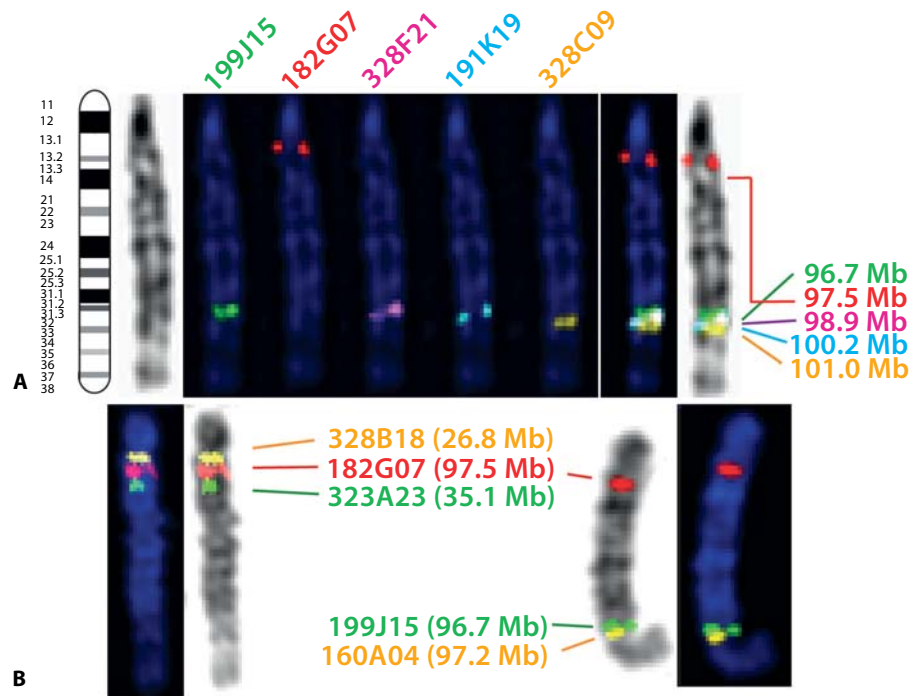 199J15
182G07
328F21
191K19
328C09
11
12
13.1
13.2
13.3
14
21
22
23
24
25.1
25.2
25.3
31.1
31.2
31.3
32
33
34
35
36
37
38
96.7 Mb
97.5 Mb
98.9 Mb
100.2 Mb
101.0 Mb
A
328B18 (26.8 Mb)
182G07 (97.5 Mb)
323A23 (35.1 Mb)
199J15 (96.7 Mb)
160A04 (97.2 Mb)
B